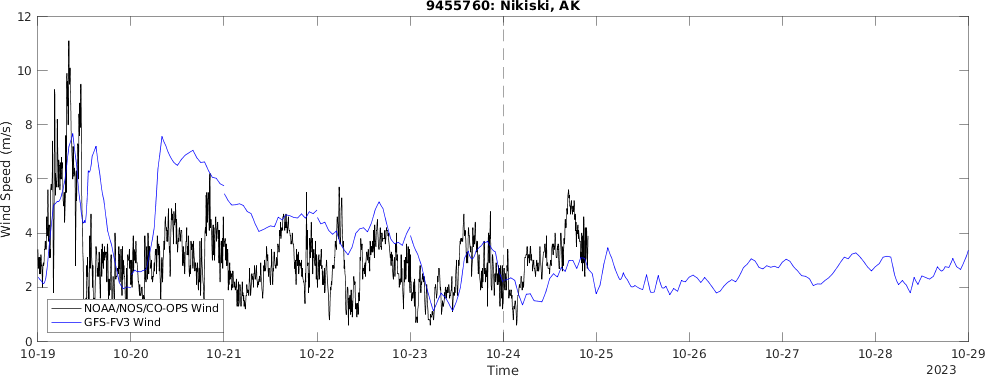 9455760: Nikiski, AK
12
10
8
6
4
2
0
Wind Speed (m/s)
NOAA/NOS/CO-OPS Wind
GFS-FV3 Wind
10-19 10-20 10-21 10-22 10-23 10-24 10-25 10-26 10-27 10-28 10-29
Time
2023